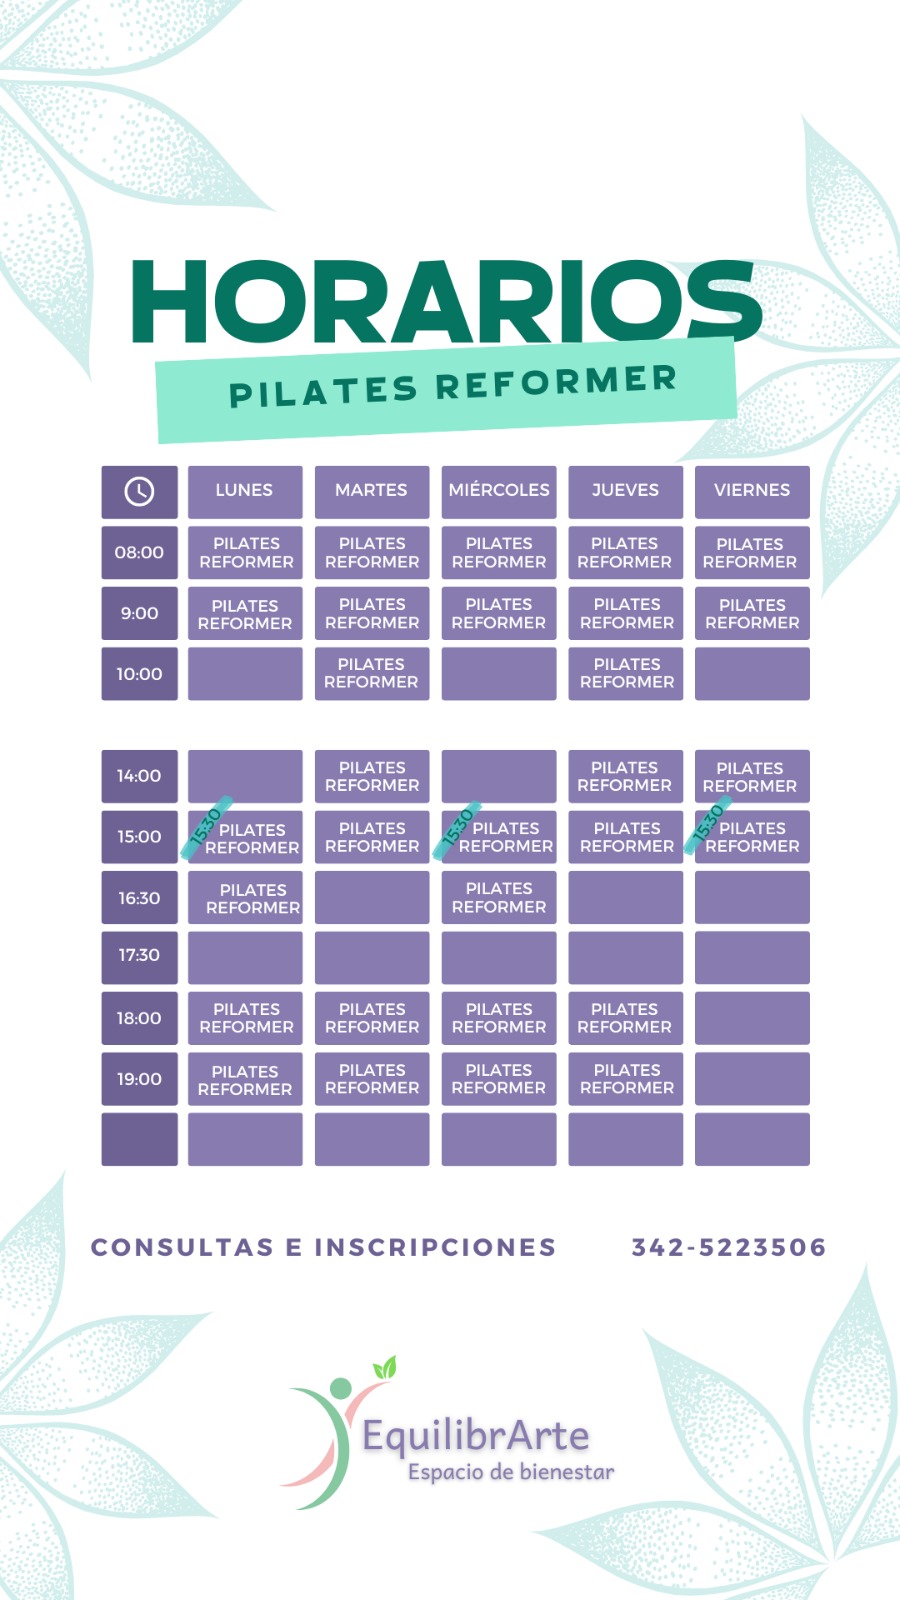 HORARIOS
PILATES REFORMER
LUNES MARTES MIÉRCOLES JUEVES VIERNES
08:00 PILATES REFORMER PILATES REFORMER PILATES REFORMER PILATES REFORMER PILATES REFORMER
9:00 PILATES REFORMER PILATES REFORMER PILATES REFORMER PILATES REFORMER PILATES REFORMER
10:00 PILATES REFORMER PILATES REFORMER
14:00 PILATES REFORMER PILATES REFORMER PILATES REFORMER
15:00 15:30 PILATES REFORMER PILATES REFORMER 15:30 PILATES REFORMER PILATES REFORMER 15:30 PILATES REFORMER
16:30 PILATES REFORMER PILATES REFORMER
17:30
18:00 PILATES REFORMER PILATES REFORMER PILATES REFORMER PILATES REFORMER
19:00 PILATES REFORMER PILATES REFORMER PILATES REFORMER PILATES REFORMER
CONSULTAS E INSCRIPCIONES 342-5223506
EquilibrArte
Espacio de bienestar